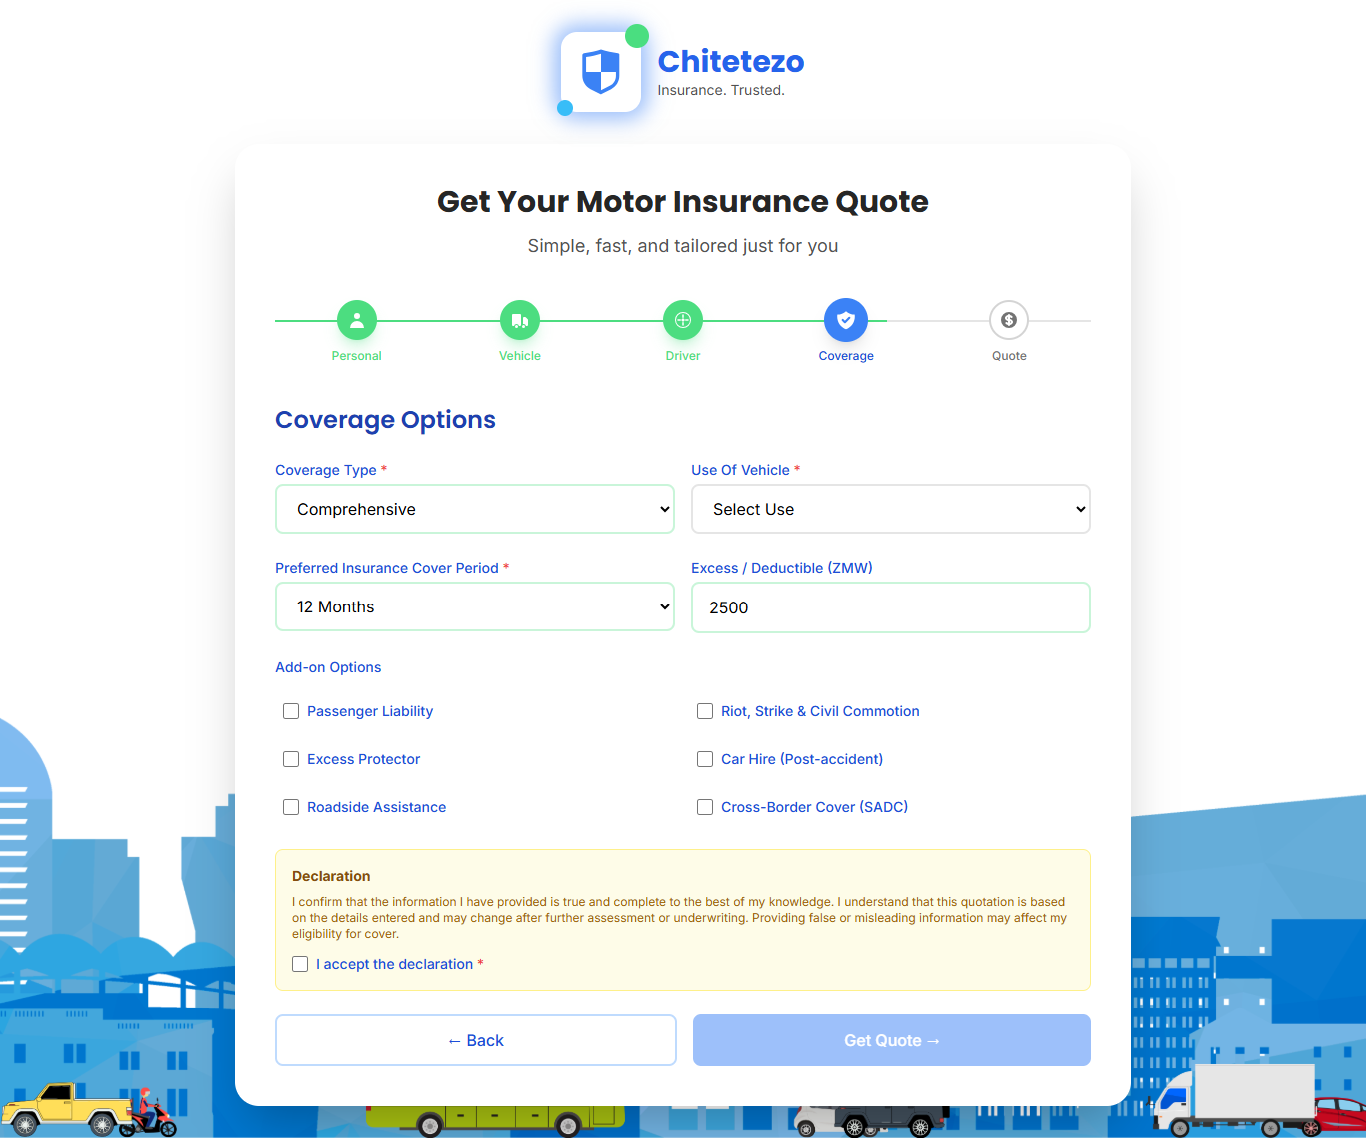 Chitetezo
Insurance. Trusted.
Get Your Motor Insurance Quote
Simple, fast, and tailored just for you
Personal
Vehicle
Driver
Coverage
Quote
Coverage Options
Coverage Type *
Use Of Vehicle *
Comprehensive
Select Use
Preferred Insurance Cover Period *
Excess / Deductible (ZMW)
12 Months
2500
Add-on Options
Passenger Liability
Riot, Strike & Civil Commotion
Excess Protector
Car Hire (Post-accident)
Roadside Assistance
Cross-Border Cover (SADC)
Declaration
I confirm that the information I have provided is true and complete to the best of my knowledge. I understand that this quotation is based
on the details entered and may change after further assessment or underwriting. Providing false or misleading information may affect my
eligibility for cover.
I accept the declaration *
← Back
Get Quote →